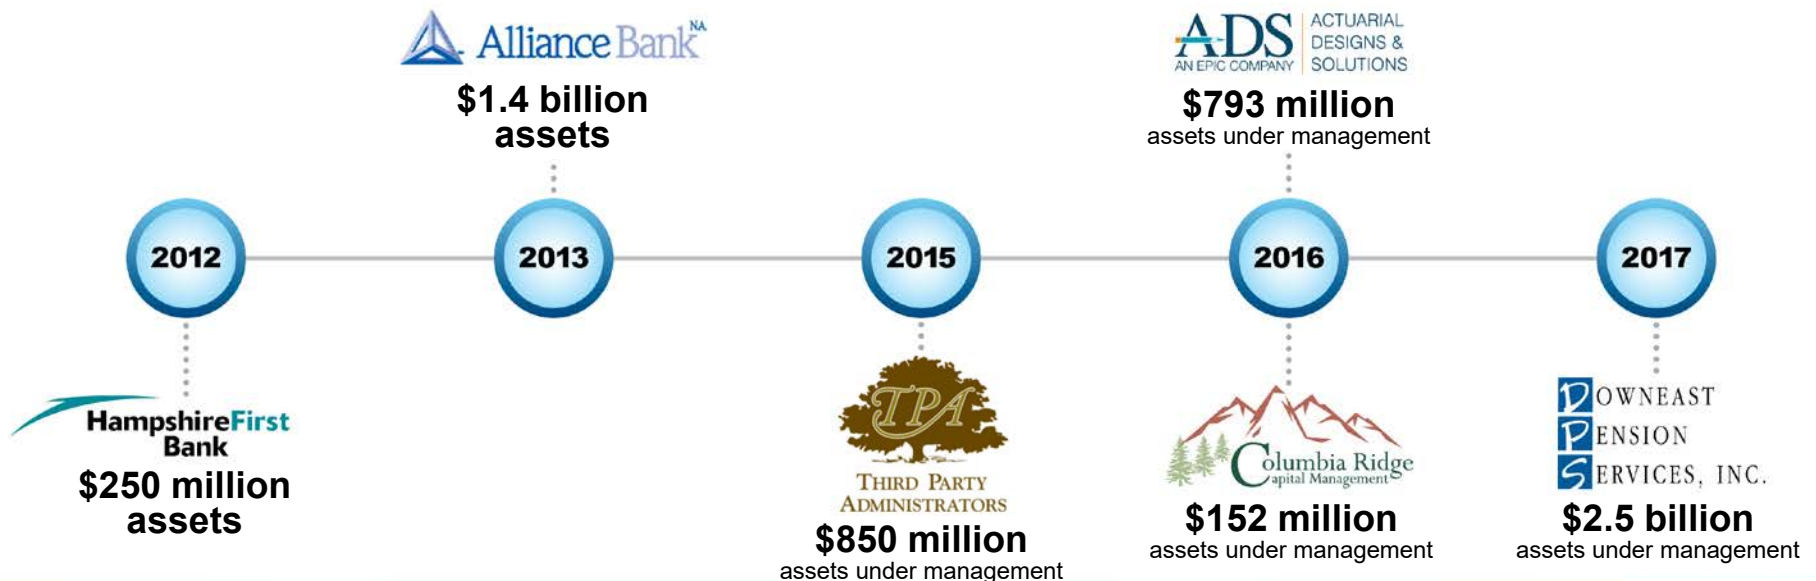 Alliance Bank NA
$1.4 billion
assets
ADS
AN EPIC COMPANY
ACTUARIAL
DESIGNS &
SOLUTIONS
$793 million
assets under management
2012
2013
2015
2016
2017
HampshireFirst
Bank
$250 million
assets
TPA
THIRD PARTY
ADMINISTRATORS
$850 million
assets under management
Columbia Ridge
Capital Management
$152 million
assets under management
DOWNEAST
PENSION
SERVICES, INC.
$2.5 billion
assets under management